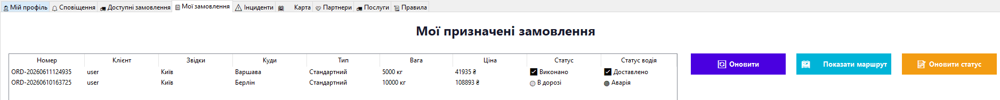 Мій профіль Сповіщення Доступні замовлення Мої замовлення Інциденти Карта Партнери Послуги Правила
Мої призначені замовлення
Номер Клієнт Звідки Куди Тип Вага Ціна Статус Статус водія
ORD-20260611124935 user Київ Варшава Стандартний 5000 кг 41935 ₴ Виконано Доставлено
ORD-20260610163725 user Київ Берлін Стандартний 10000 кг 108893 ₴ В дорозі Аварія
Оновити Показати маршрут Оновити статус